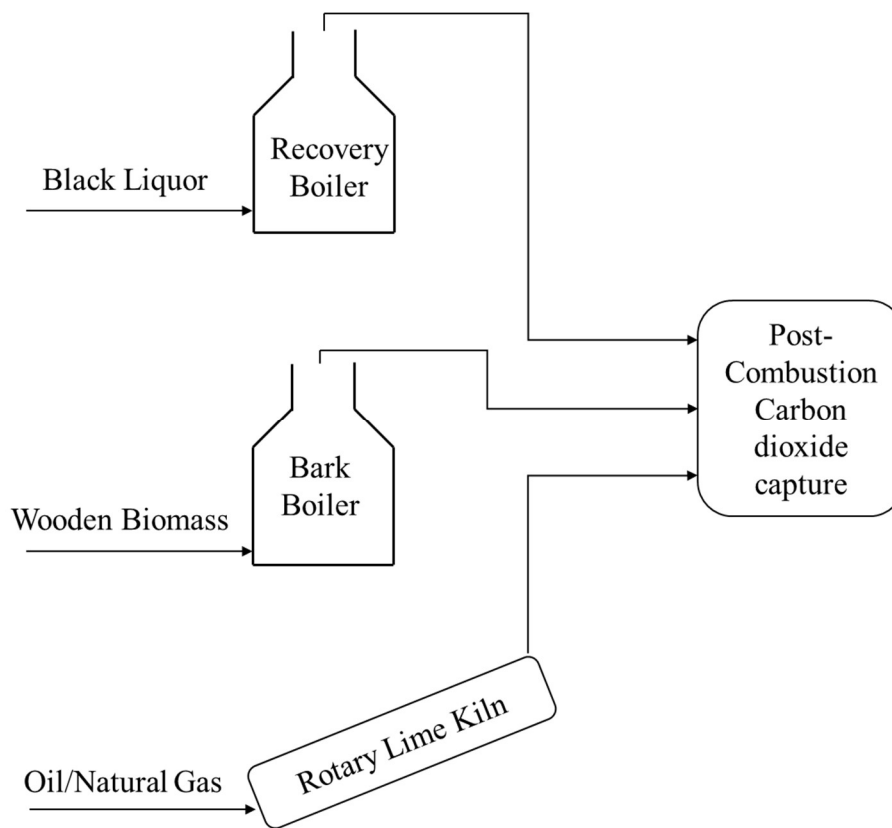 Black Liquor
Recovery
Boiler
Wooden Biomass
Bark
Boiler
Oil/Natural Gas
Rotary Lime Kiln
Post-
Combustion
Carbon
dioxide
capture